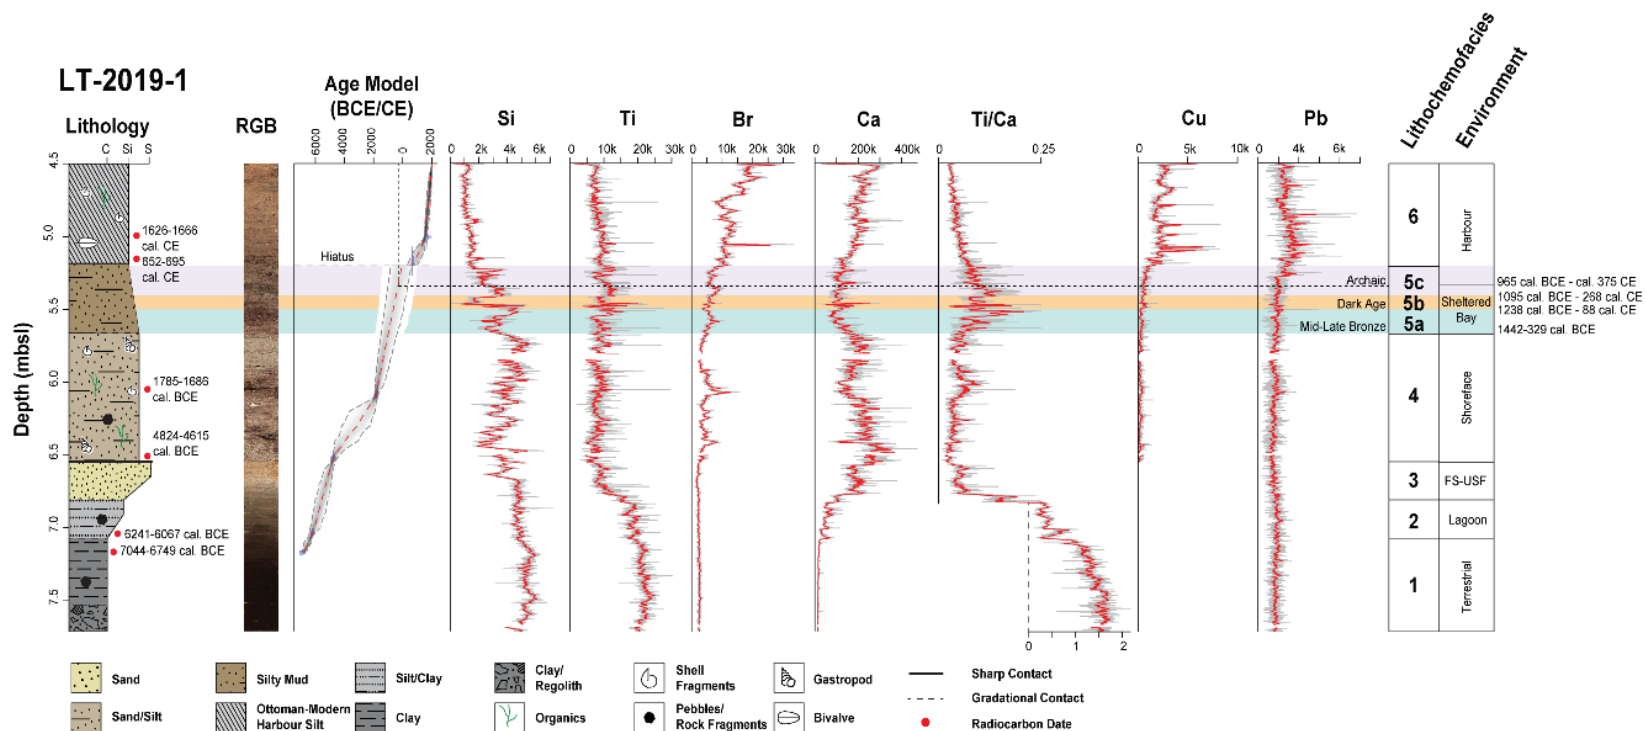 LT-2019-1
Lithology
C Si S
RGB
Age Model
(BCE/CE)
6000 4000 2000 0 2000
Si
2k 4k 6k
Ti
0 10k 20k 30k
Br
0 10k 20k 30k
Ca
0 200k 400k
Ti/Ca
0 0.25
Cu
0 5k 10k
Pb
0 4k 6k
Lithochemofacies
Environment
Depth (mbsl)
4.5
5.0
5.5
6.0
6.5
7.0
7.5
1626-1666
cal. CE
852-895
cal. CE
1785-1686
cal. BCE
4824-4615
cal. BCE
6241-6067 cal. BCE
7044-6749 cal. BCE
Hiatus
Archaic
Dark Age
Mid-Late Bronze
6
5c
5b
5a
4
3
2
1
Harbour
Sheltered
Bay
Shoreface
FS-USF
Lagoon
Terrestrial
965 cal. BCE - cal. 375 CE
1095 cal. BCE - 268 cal. CE
1238 cal. BCE - 88 cal. CE
1442-329 cal. BCE
0 1 2
Sand
Silty Mud
Silt/Clay
Clay/
Regolith
Shell
Fragments
Gastropod
Sharp Contact
Gradational Contact
Sand/Silt
Ottoman-Modern
Harbour Silt
Clay
Organics
Pebbles/
Rock Fragments
Bivalve
Radiocarbon Date